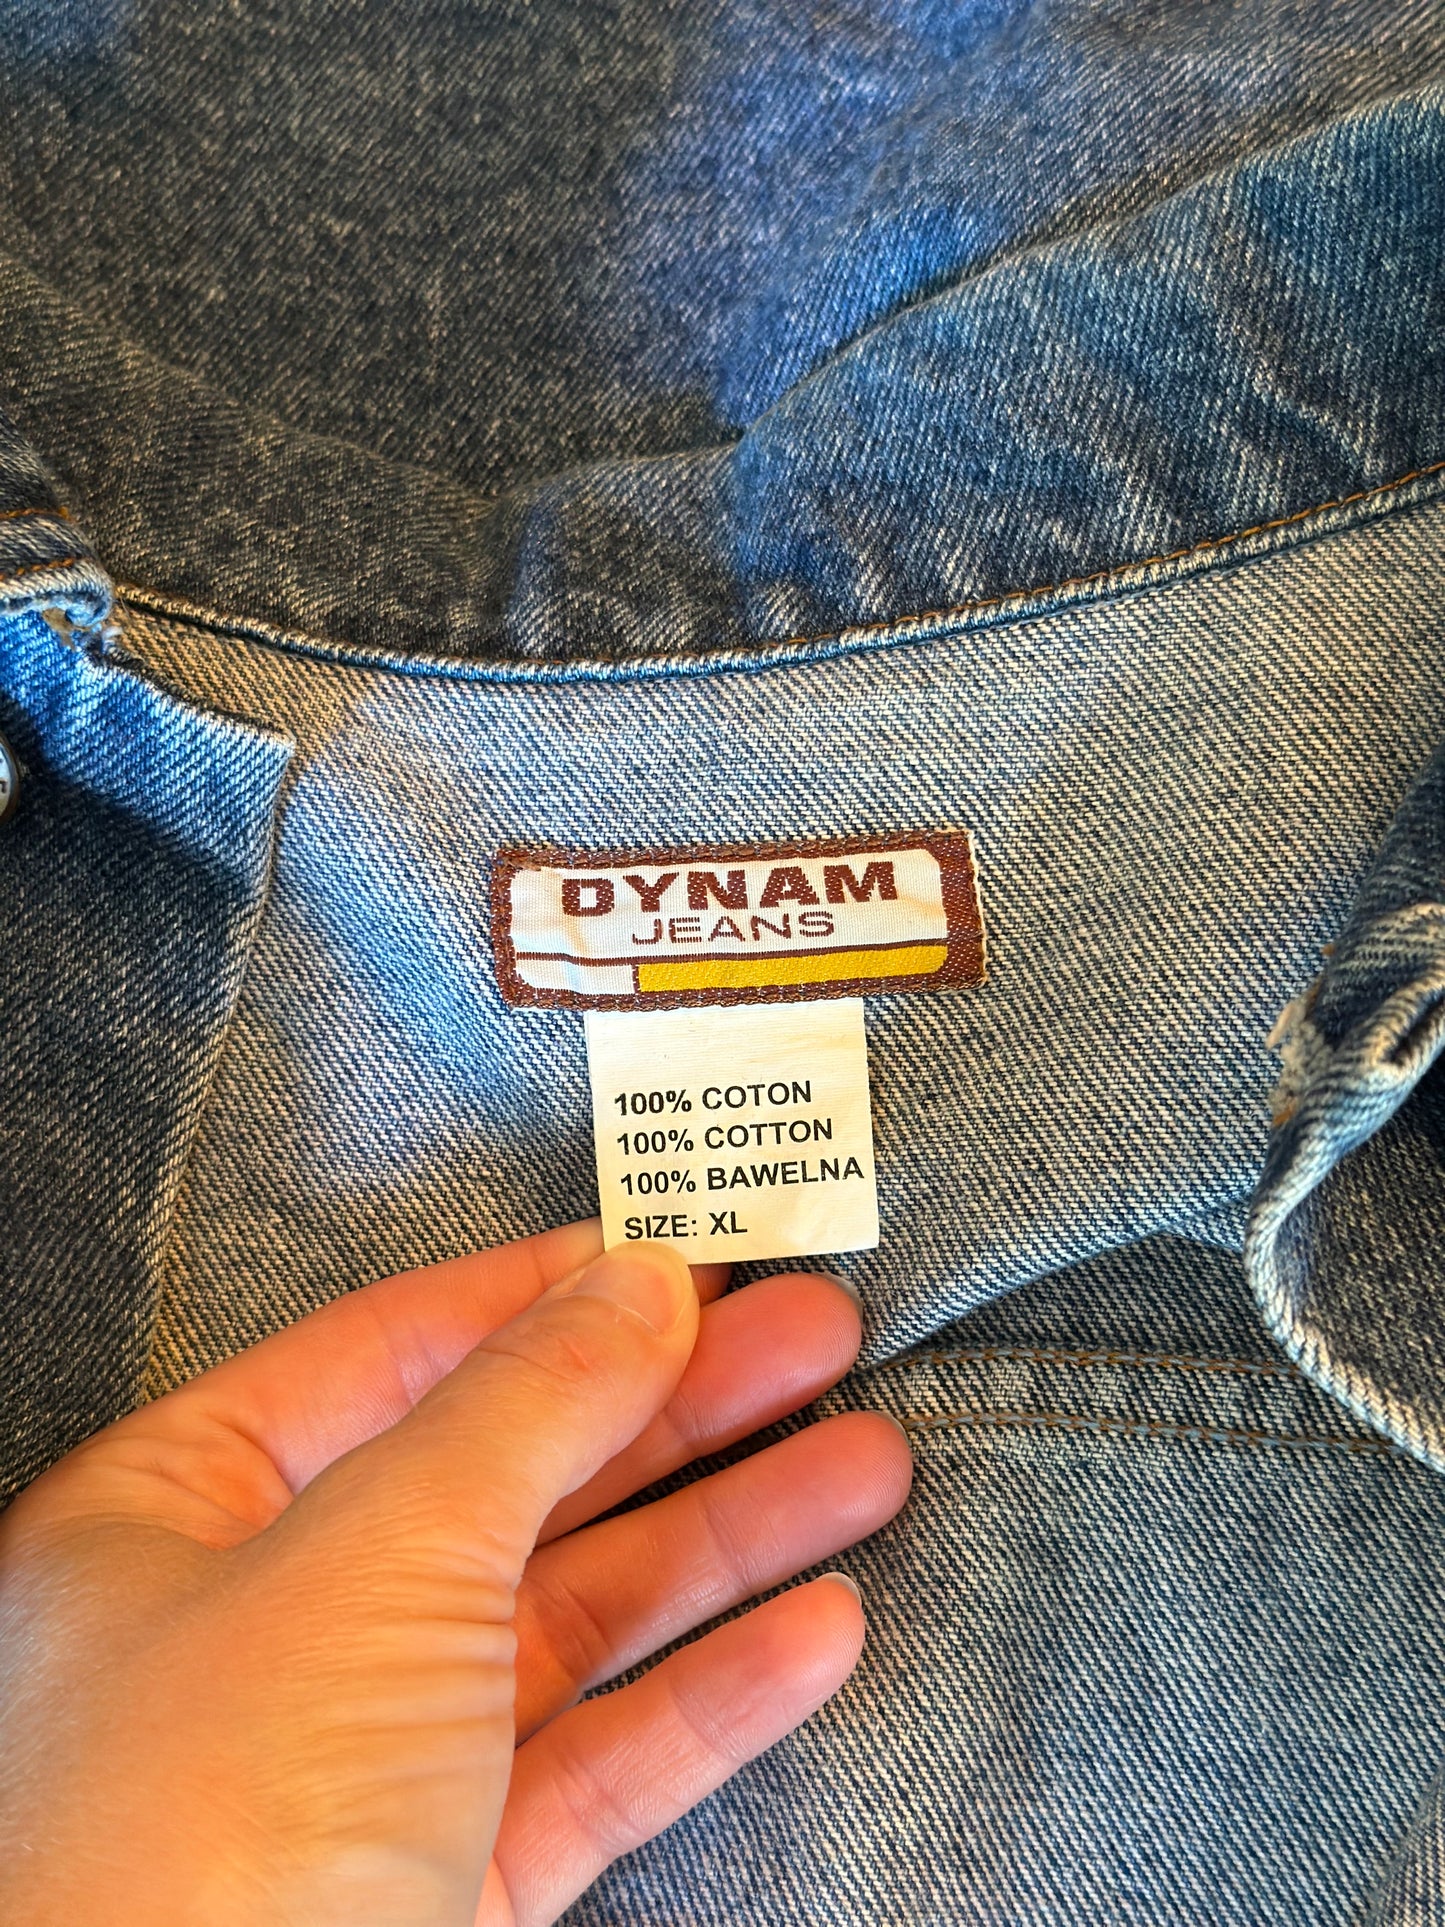 DYNAM
JEANS
100% COTON
100% COTTON
100% BAWELNA
SIZE: XL